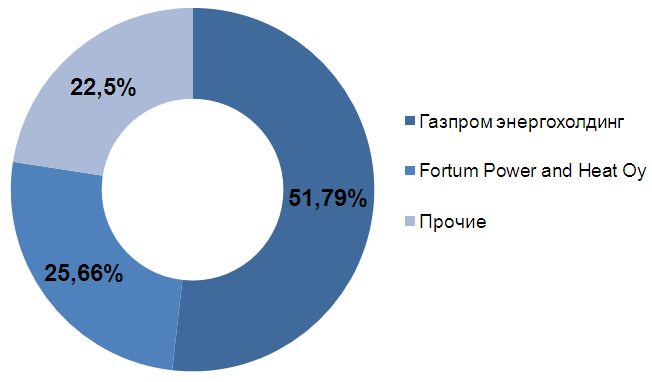 22,5%
51,79%
25,66%
Газпром энергохолдинг
Fortum Power and Heat Oy
Прочие